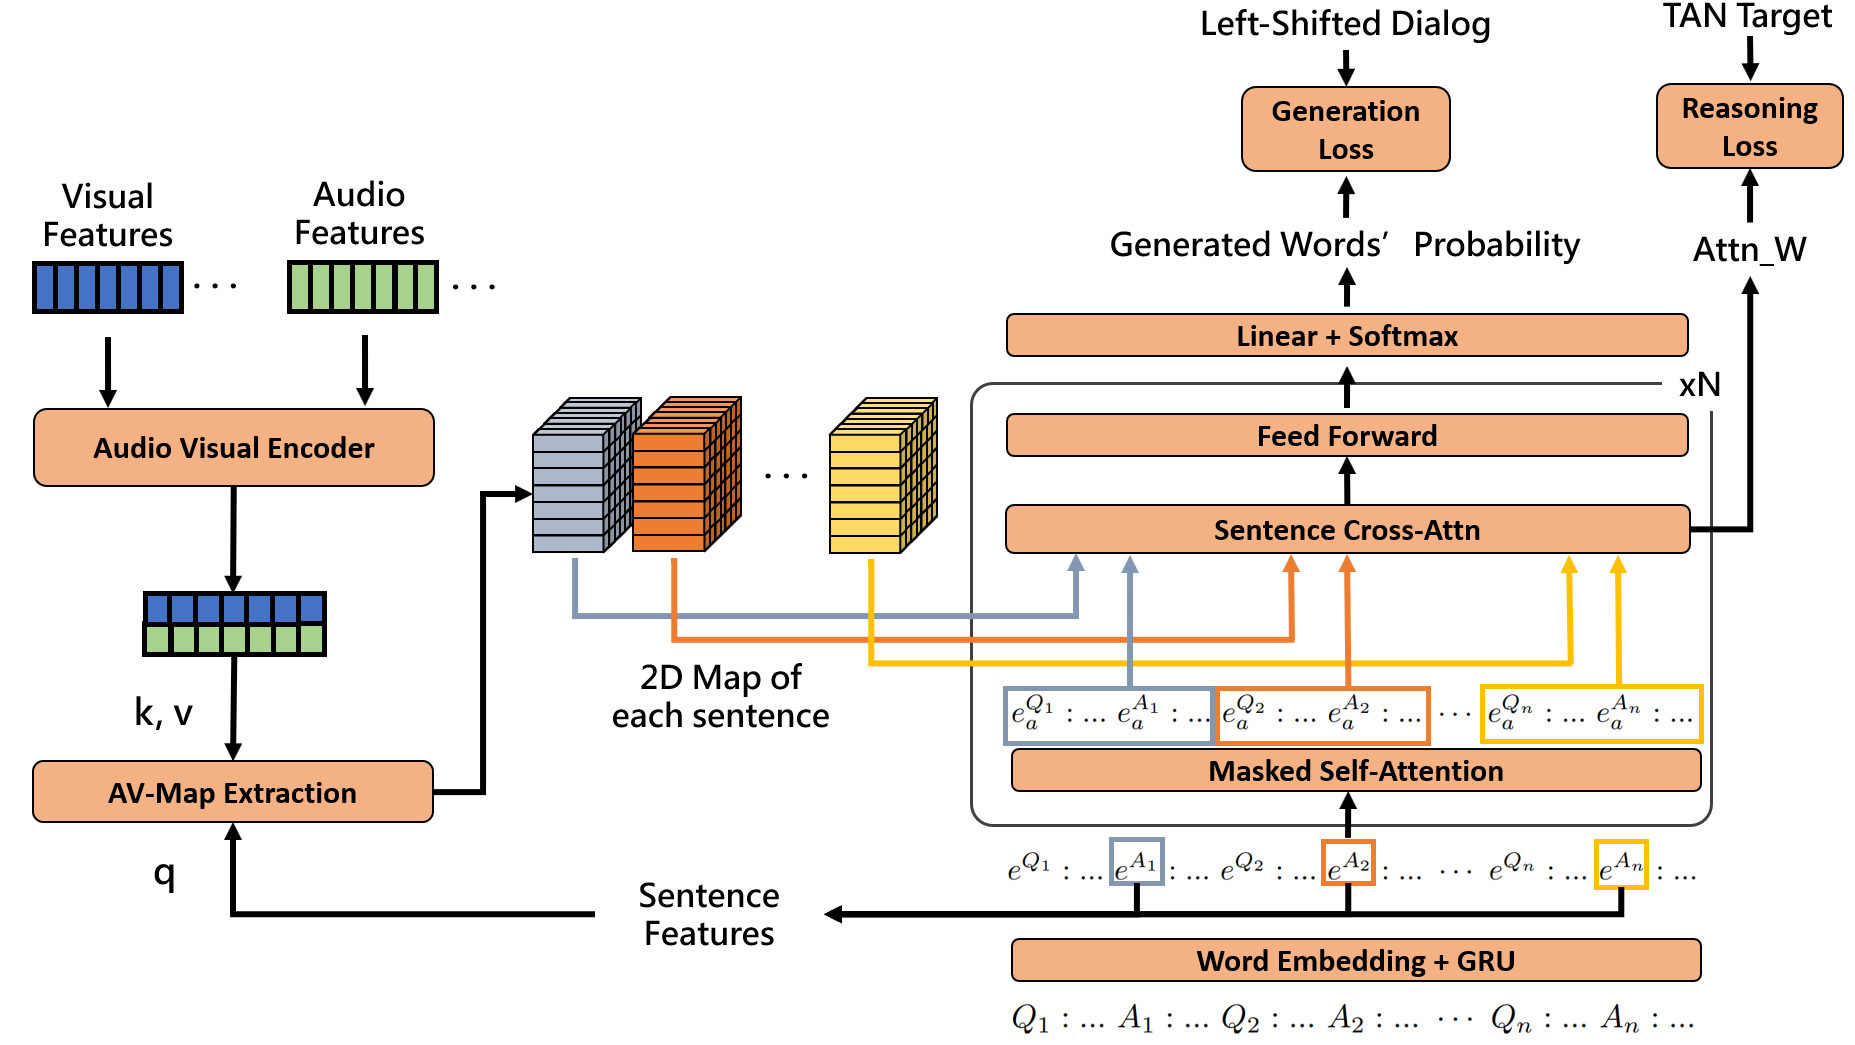 Left-Shifted Dialog
TAN Target
Generation
Loss
Reasoning
Loss
Visual
Features
Audio
Features
...
...
Generated Words’ Probability
Attn_W
Linear + Softmax
xN
Audio Visual Encoder
Feed Forward
...
Sentence Cross-Attn
2D Map of
each sentence
k, v
e_a^{Q_1} : ... e_a^{A_1} : ... e_a^{Q_2} : ... e_a^{A_2} : ... ... e_a^{Q_n} : ... e_a^{A_n} : ...
Masked Self-Attention
AV-Map Extraction
q
e^{Q_1} : ... e^{A_1} : ... e^{Q_2} : ... e^{A_2} : ... ... e^{Q_n} : ... e^{A_n} : ...
Sentence
Features
Word Embedding + GRU
Q_1 : ... A_1 : ... Q_2 : ... A_2 : ... ... Q_n : ... A_n : ...